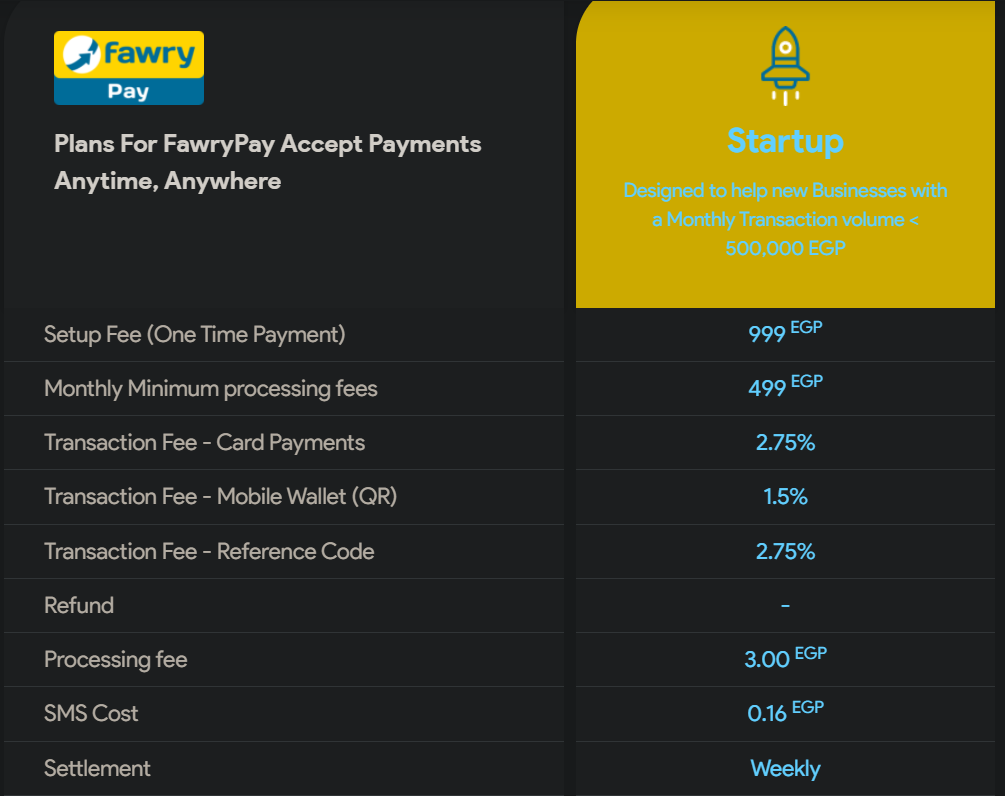 fawry
Pay
Plans For FawryPay Accept Payments
Anytime, Anywhere
Startup
Designed to help new Businesses with
a Monthly Transaction volume <
500,000 EGP
Setup Fee (One Time Payment) 999 EGP
Monthly Minimum processing fees 499 EGP
Transaction Fee - Card Payments 2.75%
Transaction Fee - Mobile Wallet (QR) 1.5%
Transaction Fee - Reference Code 2.75%
Refund -
Processing fee 3.00 EGP
SMS Cost 0.16 EGP
Settlement Weekly